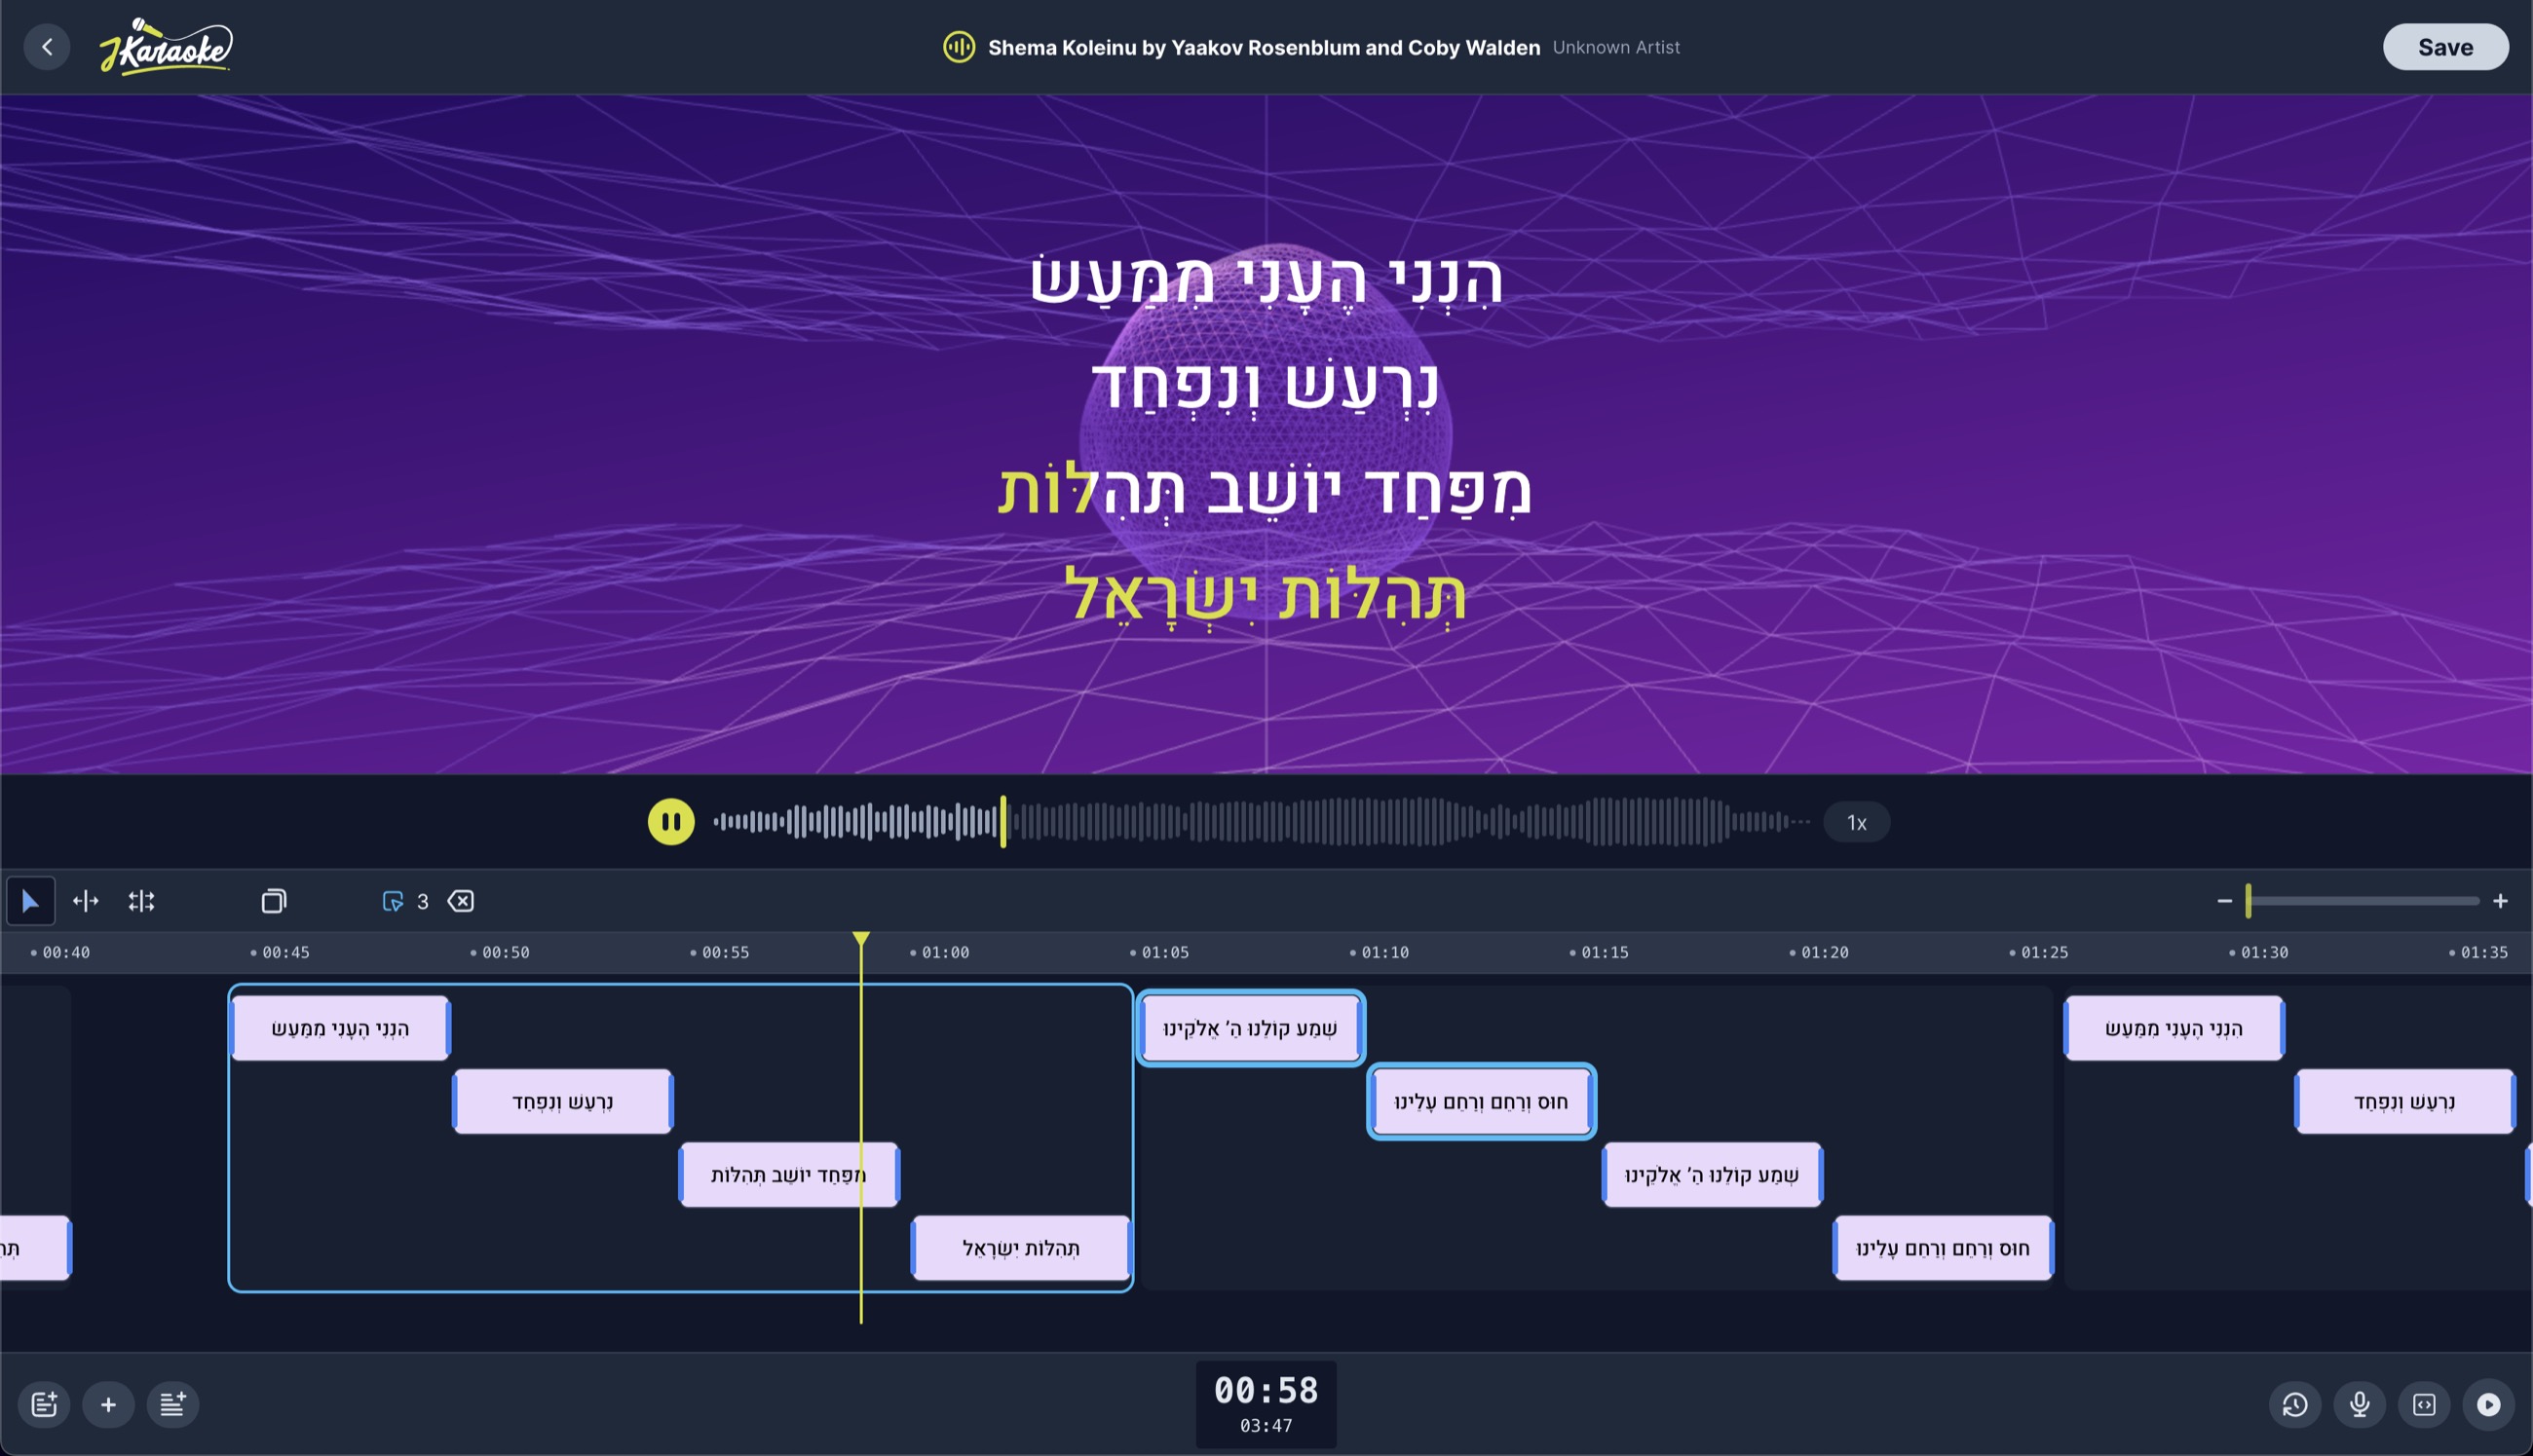 JKaraoke
Shema Koleinu by Yaakov Rosenblum and Coby Walden Unknown Artist
Save
הִנְנִי הֶעָנִי מִמַּעַשׂ
נִרְעַשׁ וְנִפְחַד
מִפַּחַד יוֹשֵׁב תְּהִלּוֹת
תְּהִלּוֹת יִשְׂרָאֵל
1x
3
00:40 00:45 00:50 00:55 01:00 01:05 01:10 01:15 01:20 01:25 01:30 01:35
הִנְנִי הֶעָנִי מִמַּעַשׂ
שְׁמַע קוֹלֵנוּ ה' אֱלֹקֵינוּ
הִנְנִי הֶעָנִי מִמַּעַשׂ
נִרְעַשׁ וְנִפְחַד
חוּס וְרַחֵם וְרַחֵם עָלֵינוּ
נִרְעַשׁ וְנִפְחַד
מִפַּחַד יוֹשֵׁב תְּהִלּוֹת
שְׁמַע קוֹלֵנוּ ה' אֱלֹקֵינוּ
תְּהִלּוֹת יִשְׂרָאֵל
חוּס וְרַחֵם וְרַחֵם עָלֵינוּ
00:58
03:47